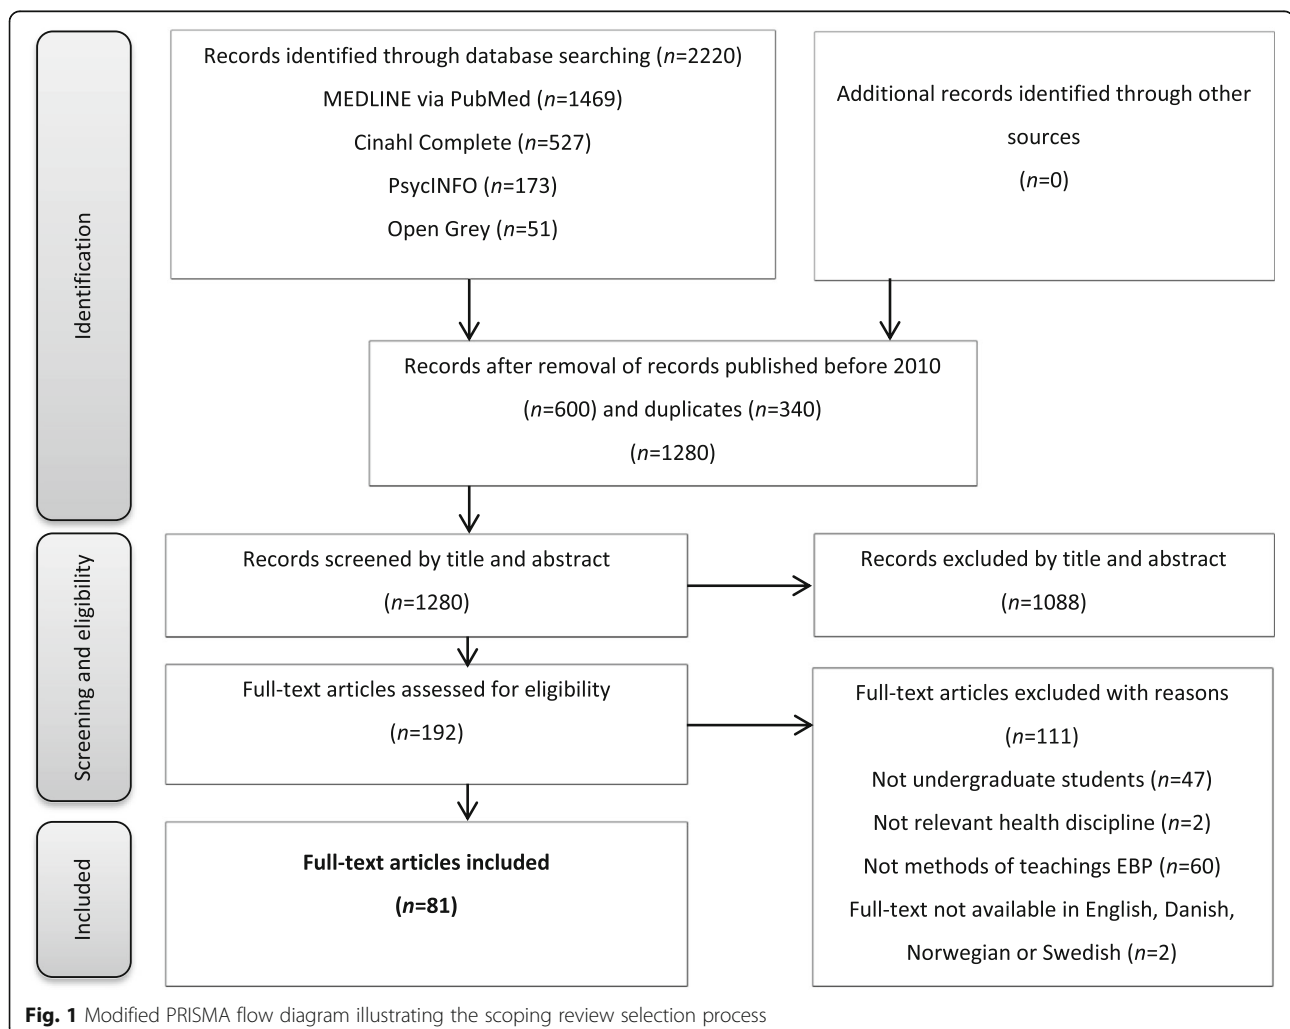 Identification
Records identified through database searching (n=2220)
MEDLINE via PubMed (n=1469)
Cinahl Complete (n=527)
PsycINFO (n=173)
Open Grey (n=51)
Additional records identified through other
sources
(n=0)
Records after removal of records published before 2010
(n=600) and duplicates (n=340)
(n=1280)
Screening and eligibility
Records screened by title and abstract
(n=1280)
Records excluded by title and abstract
(n=1088)
Full-text articles assessed for eligibility
(n=192)
Full-text articles excluded with reasons
(n=111)
Not undergraduate students (n=47)
Not relevant health discipline (n=2)
Not methods of teachings EBP (n=60)
Full-text not available in English, Danish,
Norwegian or Swedish (n=2)
Included
Full-text articles included
(n=81)
Fig. 1 Modified PRISMA flow diagram illustrating the scoping review selection process